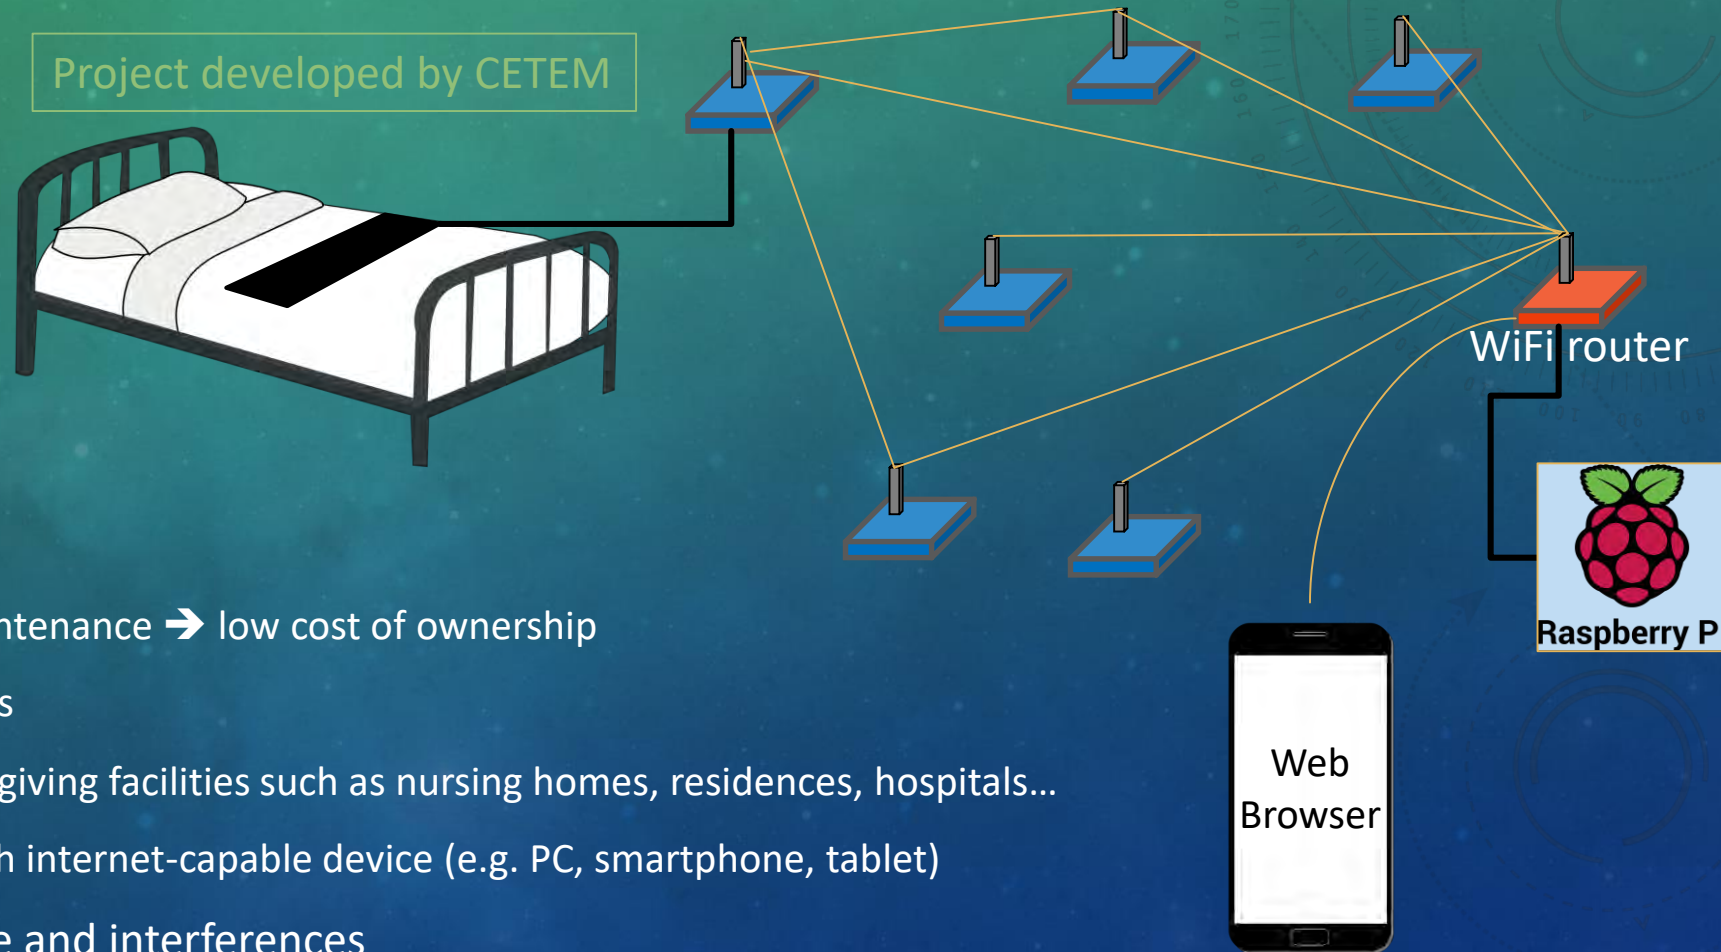 Project developed by CETEM
WiFi router
Raspberry P
ntenance ➔ low cost of ownership
s
giving facilities such as nursing homes, residences, hospitals…
h internet-capable device (e.g. PC, smartphone, tablet)
e and interferences
Web
Browser